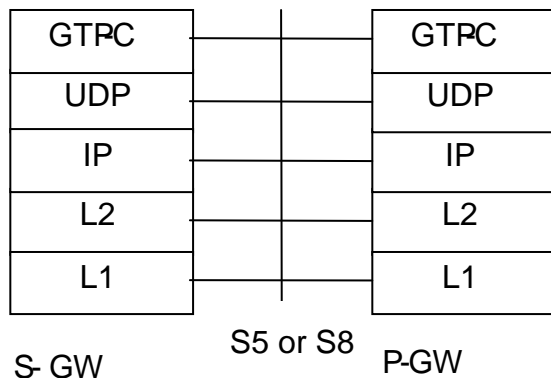 GTP-C GTP-C
UDP UDP
IP IP
L2 L2
L1 L1
S5 or S8
S- GW P-GW